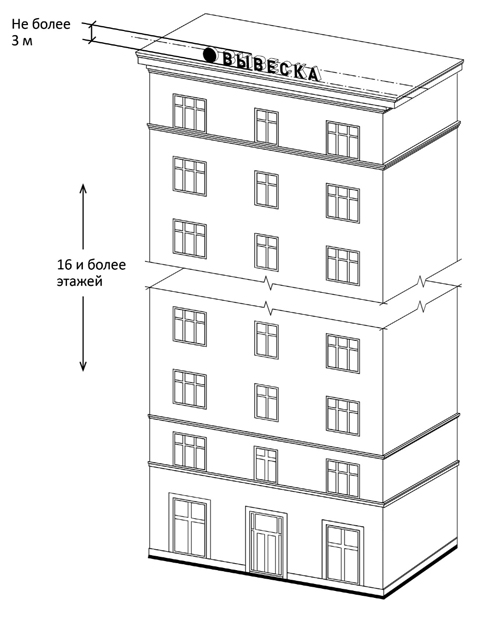 Не более
3 м
ВЫВЕСКА
16 и более
этажей